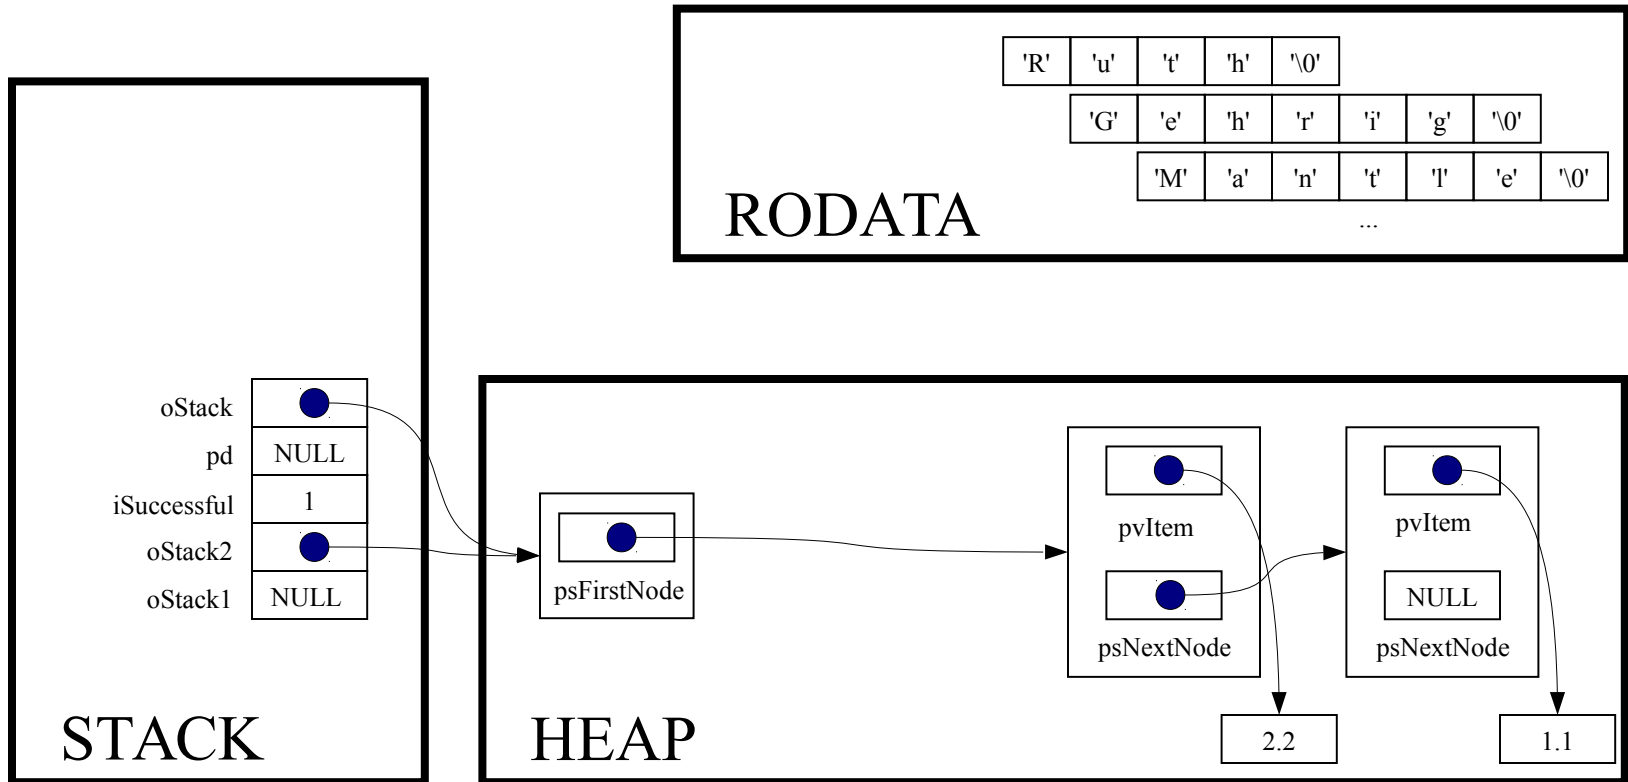 'R' 'u' 't' 'h' '\0'
'G' 'e' 'h' 'r' 'i' 'g' '\0'
'M' 'a' 'n' 't' 'l' 'e' '\0'
...
RODATA
oStack
pd NULL
iSuccessful 1
oStack2
oStack1 NULL
STACK
psFirstNode
pvItem
psNextNode
pvItem
NULL
psNextNode
2.2
1.1
HEAP